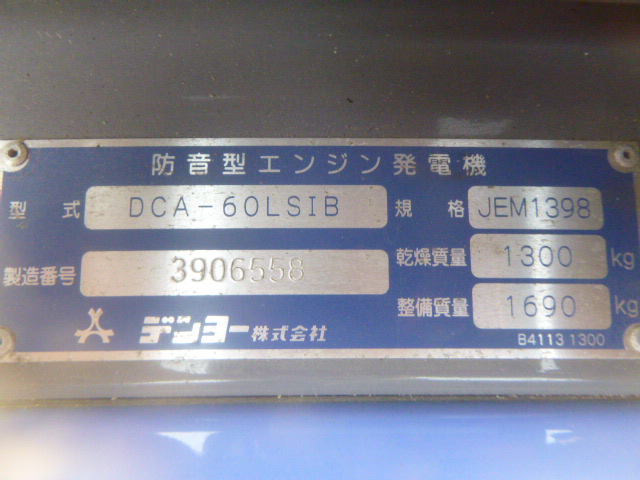 防音型エンジン発電機
型式 DCA-60LSIB 規格 JEM1398
製造番号 3906558 乾燥質量 1300 kg
整備質量 1690 kg
デンヨー株式会社 B41131300